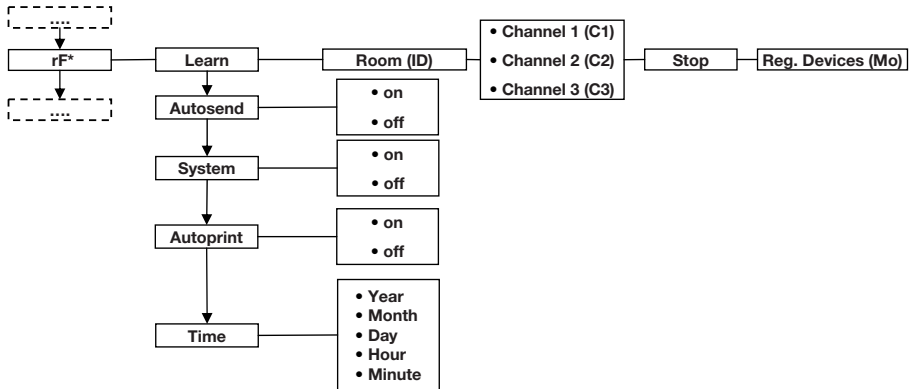 ....
rF*
....
Learn
Room (ID)
• Channel 1 (C1)
• Channel 2 (C2)
• Channel 3 (C3)
Stop
Reg. Devices (Mo)
Autosend
• on
• off
System
• on
• off
Autoprint
• on
• off
Time
• Year
• Month
• Day
• Hour
• Minute